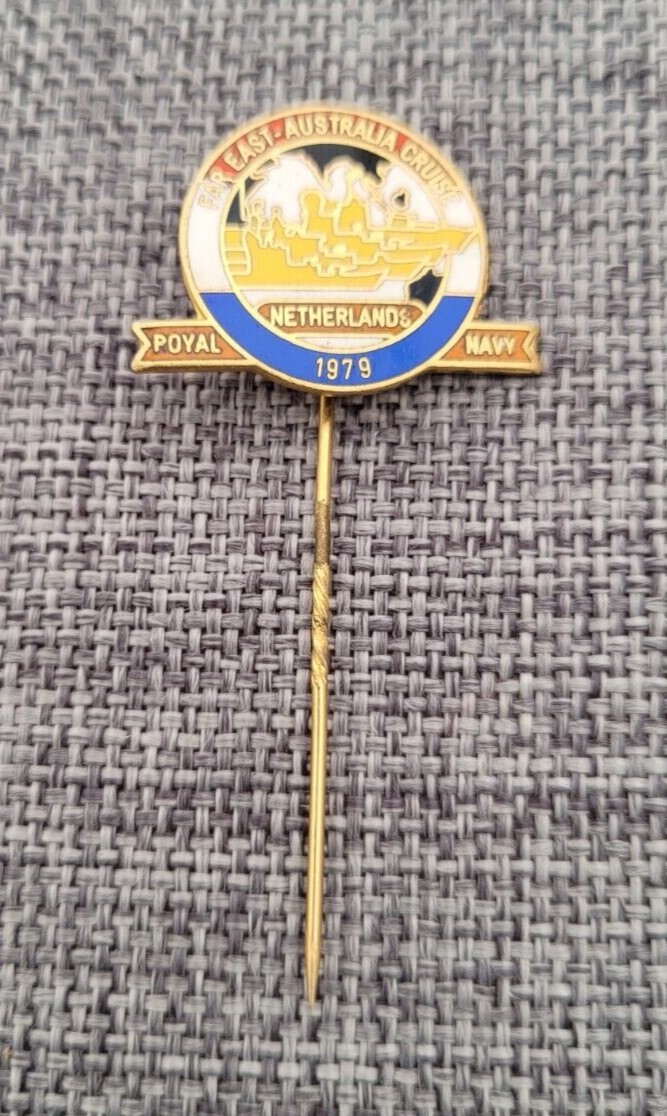 FAR EAST-AUSTRALIA CRUISE
NETHERLANDS
POYAL NAVY
1979